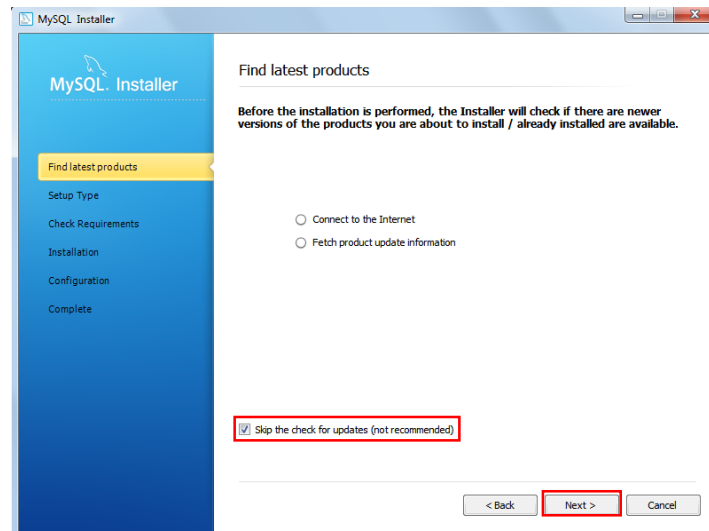 MySQL Installer
MySQL. Installer
Find latest products
Setup Type
Check Requirements
Installation
Configuration
Complete
Find latest products
Before the installation is performed, the Installer will check if there are newer
versions of the products you are about to install / already installed are available.
Connect to the Internet
Fetch product update information
Skip the check for updates (not recommended)
< Back
Next >
Cancel